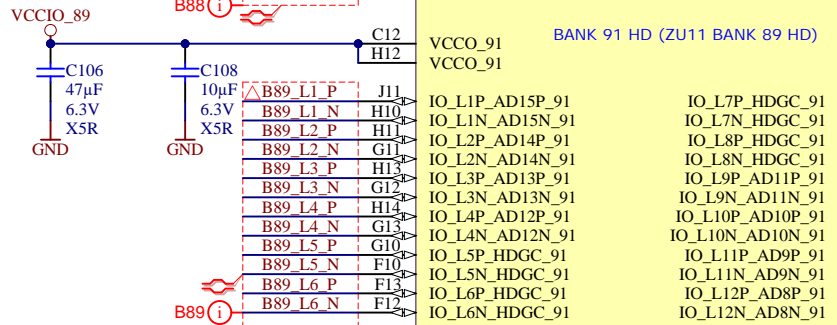 B88 i
VCCIO_89
C12 VCCO_91 BANK 91 HD (ZU11 BANK 89 HD)
H12 VCCO_91
C106 C108
47µF 10µF
6.3V 6.3V
X5R X5R
GND GND
B89_L1_P J11 IO_L1P_AD15P_91 IO_L7P_HDGC_91
B89_L1_N H10 IO_L1N_AD15N_91 IO_L7N_HDGC_91
B89_L2_P H11 IO_L2P_AD14P_91 IO_L8P_HDGC_91
B89_L2_N G11 IO_L2N_AD14N_91 IO_L8N_HDGC_91
B89_L3_P H13 IO_L3P_AD13P_91 IO_L9P_AD11P_91
B89_L3_N G12 IO_L3N_AD13N_91 IO_L9N_AD11N_91
B89_L4_P H14 IO_L4P_AD12P_91 IO_L10P_AD10P_91
B89_L4_N G13 IO_L4N_AD12N_91 IO_L10N_AD10N_91
B89_L5_P G10 IO_L5P_HDGC_91 IO_L11P_AD9P_91
B89_L5_N F10 IO_L5N_HDGC_91 IO_L11N_AD9N_91
B89_L6_P F13 IO_L6P_HDGC_91 IO_L12P_AD8P_91
B89 i B89_L6_N F12 IO_L6N_HDGC_91 IO_L12N_AD8N_91